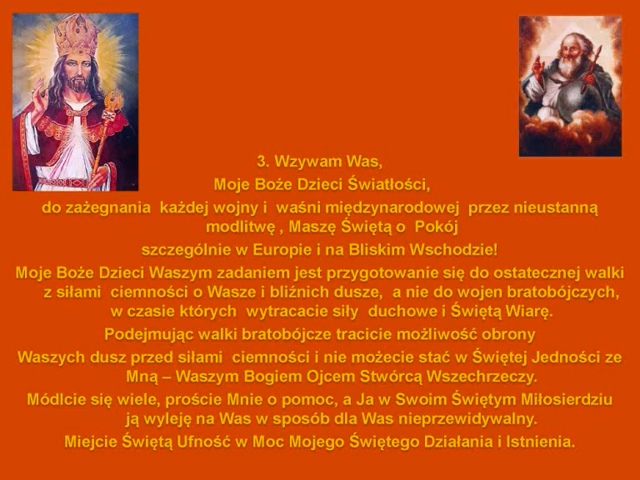 3. Wzywam Was,
Moje Boże Dzieci Światłości,
do zażegnania każdej wojny i waśni międzynarodowej przez nieustanną
modlitwę , Maszę Świętą o Pokój
szczególnie w Europie i na Bliskim Wschodzie!
Moje Boże Dzieci Waszym zadaniem jest przygotowanie się do ostatecznej walki
z siłami ciemności o Wasze i bliźnich dusze, a nie do wojen bratobójczych,
w czasie których wytracacie siły duchowe i Świętą Wiarę.
Podejmując walki bratobójcze tracicie możliwość obrony
Waszych dusz przed siłami ciemności i nie możecie stać w Świętej Jedności ze
Mną – Waszym Bogiem Ojcem Stwórcą Wszechrzeczy.
Módlcie się wiele, proście Mnie o pomoc, a Ja w Swoim Świętym Miłosierdziu
ją wyleję na Was w sposób dla Was nieprzewidywalny.
Miejcie Świętą Ufność w Moc Mojego Świętego Działania i Istnienia.